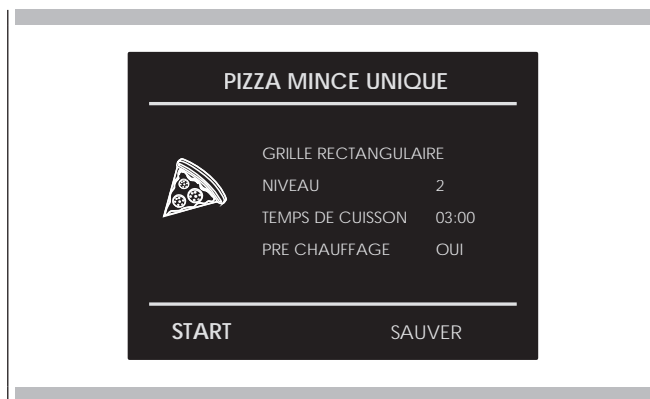 PIZZA MINCE UNIQUE
GRILLE RECTANGULAIRE
NIVEAU 2
TEMPS DE CUISSON 03:00
PRE CHAUFFAGE OUI
START SAUVER